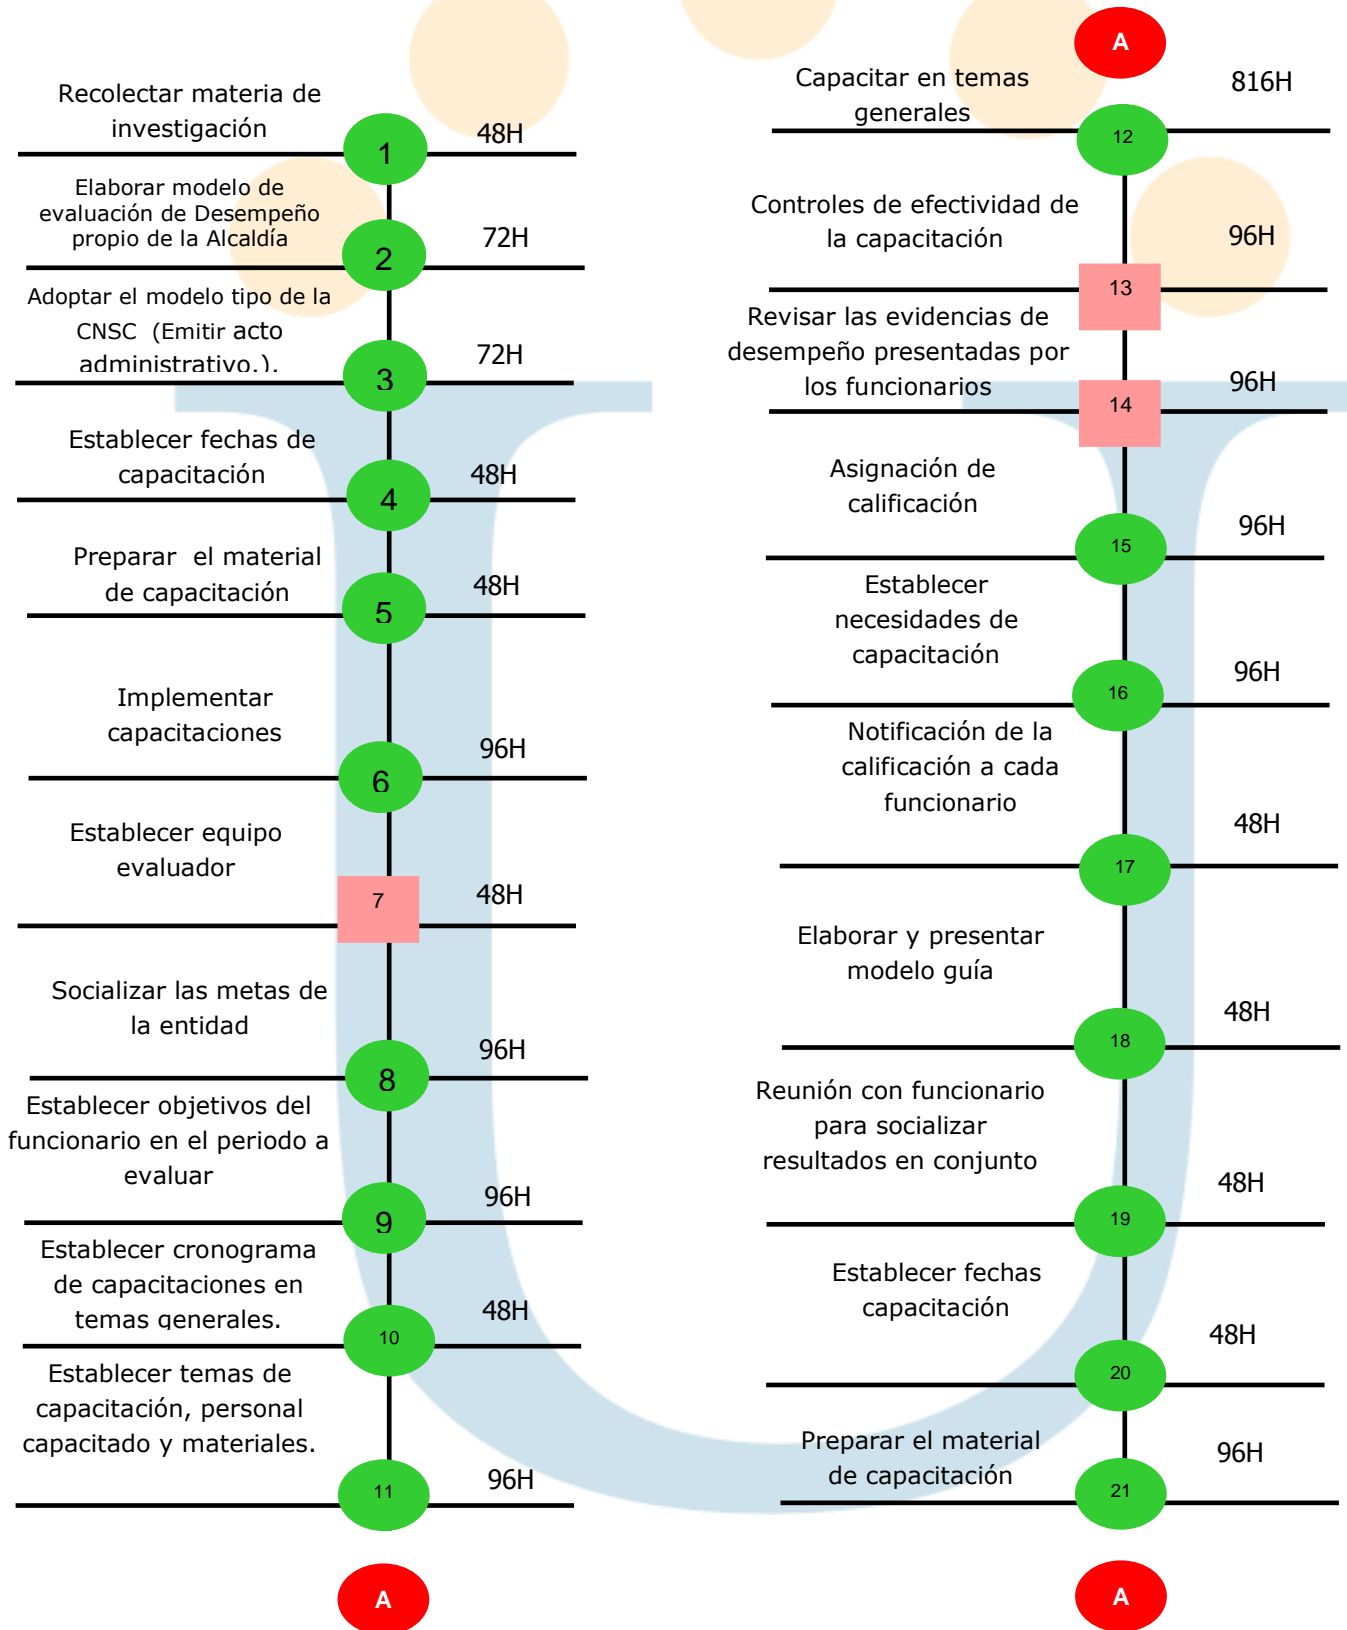 Recolectar materia de
investigación
1
48H
Elaborar modelo de
evaluación de Desempeño
propio de la Alcaldía
2
72H
Adoptar el modelo tipo de la
CNSC (Emitir acto
administrativo.).
3
72H
Establecer fechas de
capacitación
4
48H
Preparar el material
de capacitación
5
48H
Implementar
capacitaciones
6
96H
Establecer equipo
evaluador
7
48H
Socializar las metas de
la entidad
8
96H
Establecer objetivos del
funcionario en el periodo a
evaluar
9
96H
Establecer cronograma
de capacitaciones en
temas generales.
10
48H
Establecer temas de
capacitación, personal
capacitado y materiales.
11
96H
A
A
Capacitar en temas
generales
12
816H
Controles de efectividad de
la capacitación
13
96H
Revisar las evidencias de
desempeño presentadas por
los funcionarios
14
96H
Asignación de
calificación
15
96H
Establecer
necesidades de
capacitación
16
96H
Notificación de la
calificación a cada
funcionario
17
48H
Elaborar y presentar
modelo guía
18
48H
Reunión con funcionario
para socializar
resultados en conjunto
19
48H
Establecer fechas
capacitación
20
48H
Preparar el material
de capacitación
21
96H
A